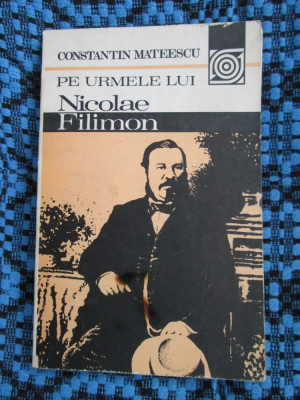 CONSTANTIN MATEESCU
PE URMELE LUI
Nicolae
Filimon